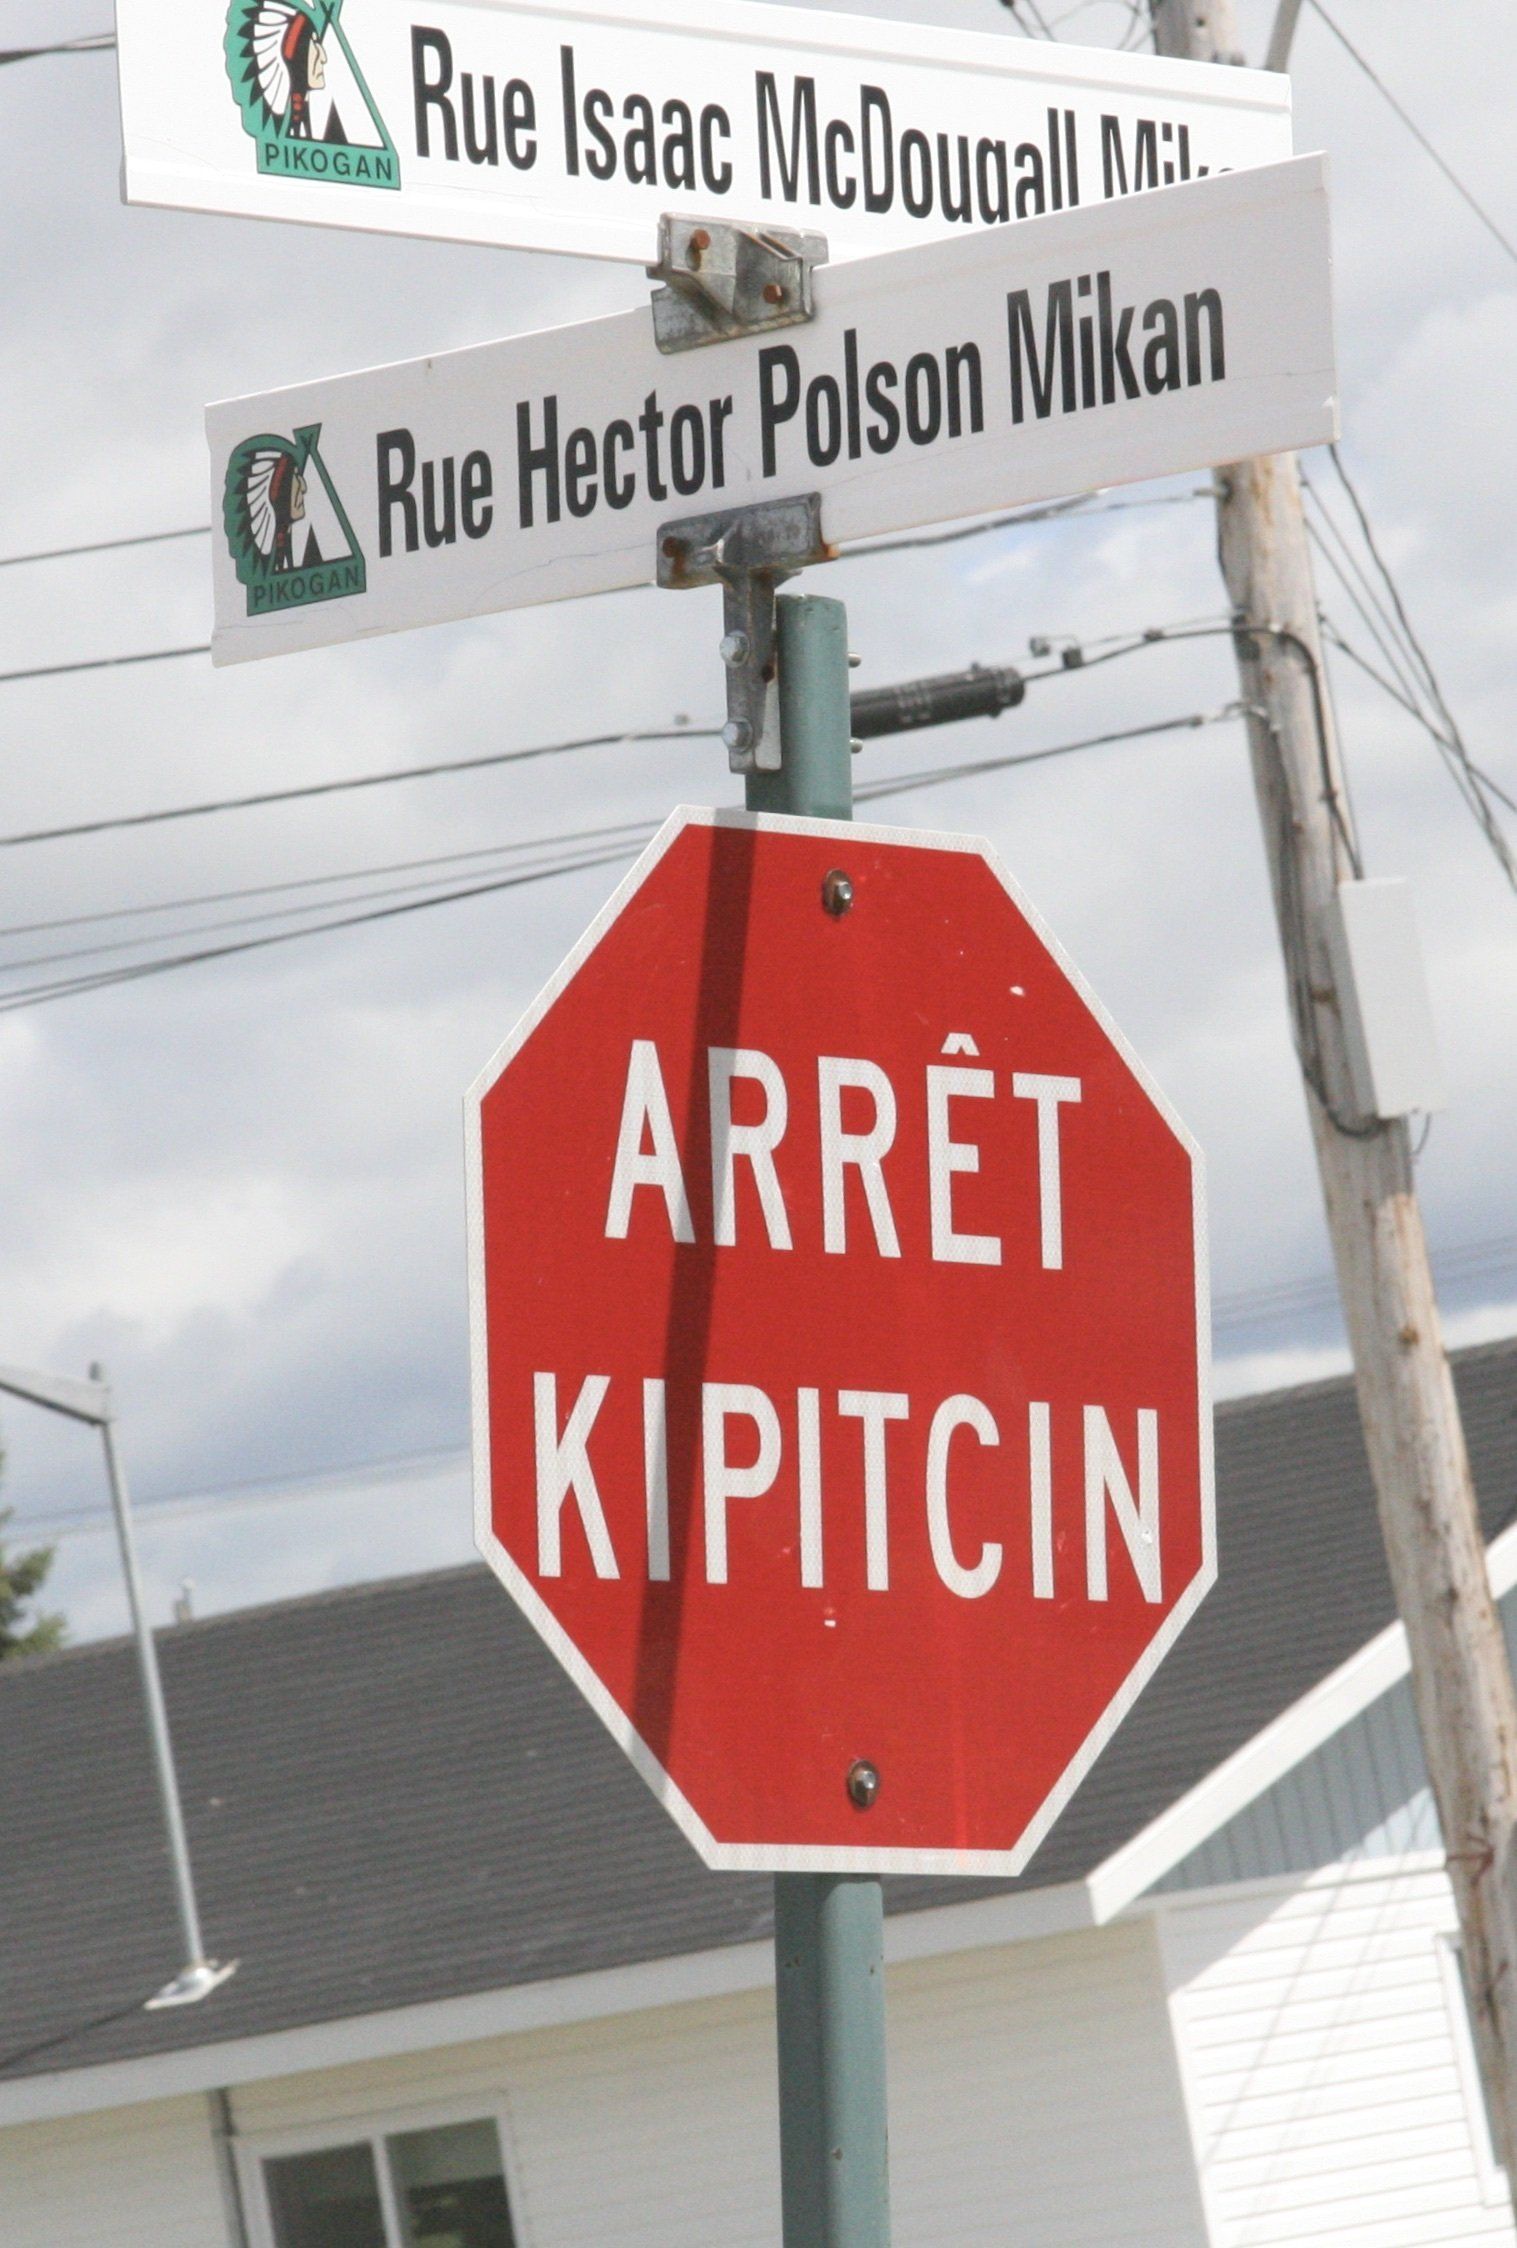 PIKOGAN
Rue Isaac McDougall
PIKOGAN
Rue Hector Polson Mikan
ARRÊT
KIPITCIN